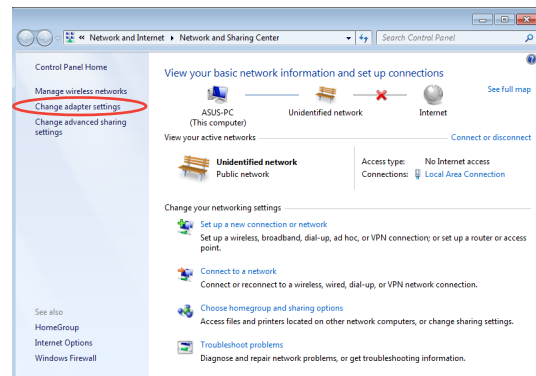 « Network and Internet ▸ Network and Sharing Center
Search Control Panel
Control Panel Home
Manage wireless networks
Change adapter settings
Change advanced sharing
settings
View your basic network information and set up connections
See full map
ASUS-PC
(This computer)
Unidentified network
Internet
View your active networks
Connect or disconnect
Unidentified network
Public network
Access type: No Internet access
Connections: Local Area Connection
Change your networking settings
Set up a new connection or network
Set up a wireless, broadband, dial-up, ad hoc, or VPN connection; or set up a router or access
point.
Connect to a network
Connect or reconnect to a wireless, wired, dial-up, or VPN network connection.
Choose homegroup and sharing options
Access files and printers located on other network computers, or change sharing settings.
Troubleshoot problems
Diagnose and repair network problems, or get troubleshooting information.
See also
HomeGroup
Internet Options
Windows Firewall